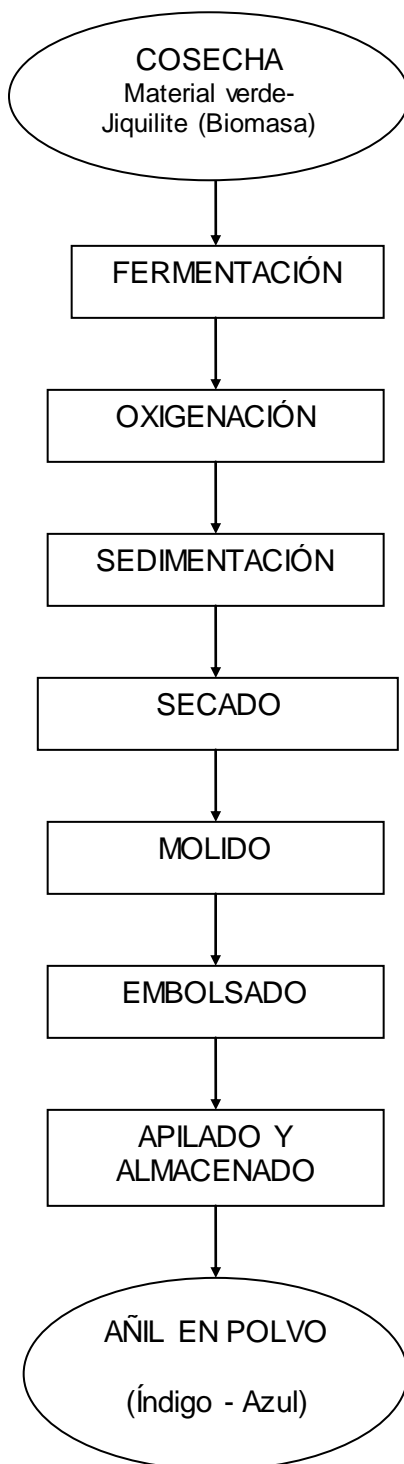 COSECHA
Material verde-
Jiquilite (Biomasa)
FERMENTACIÓN
OXIGENACIÓN
SEDIMENTACIÓN
SECADO
MOLIDO
EMBOLSADO
APILADO Y
ALMACENADO
AÑIL EN POLVO
(Índigo - Azul)